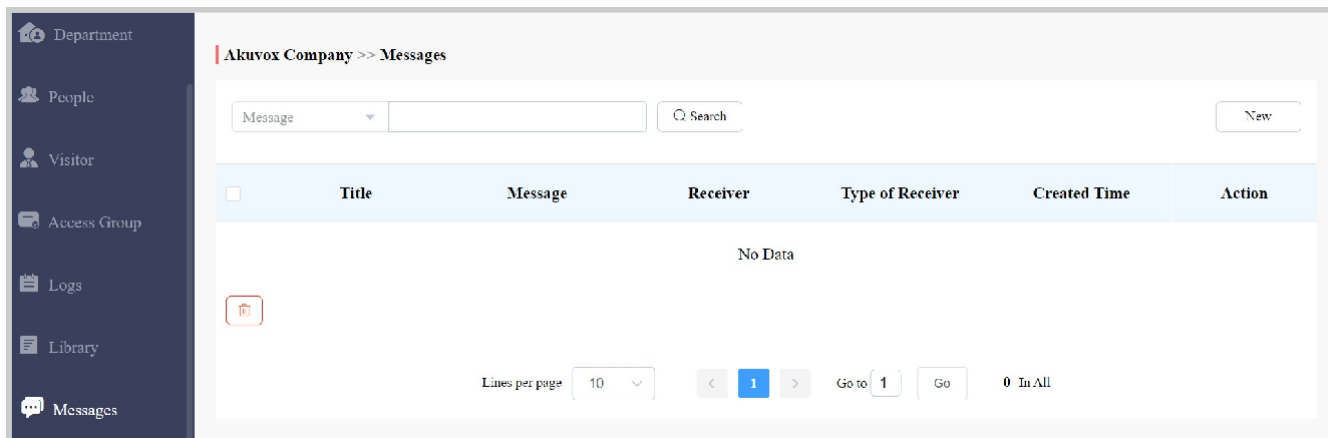 Department
People
Visitor
Access Group
Logs
Library
Messages
Akuvox Company >> Messages
Message Search New
Title Message Receiver Type of Receiver Created Time Action
No Data
Lines per page 10 < 1 > Go to 1 Go 0 In All